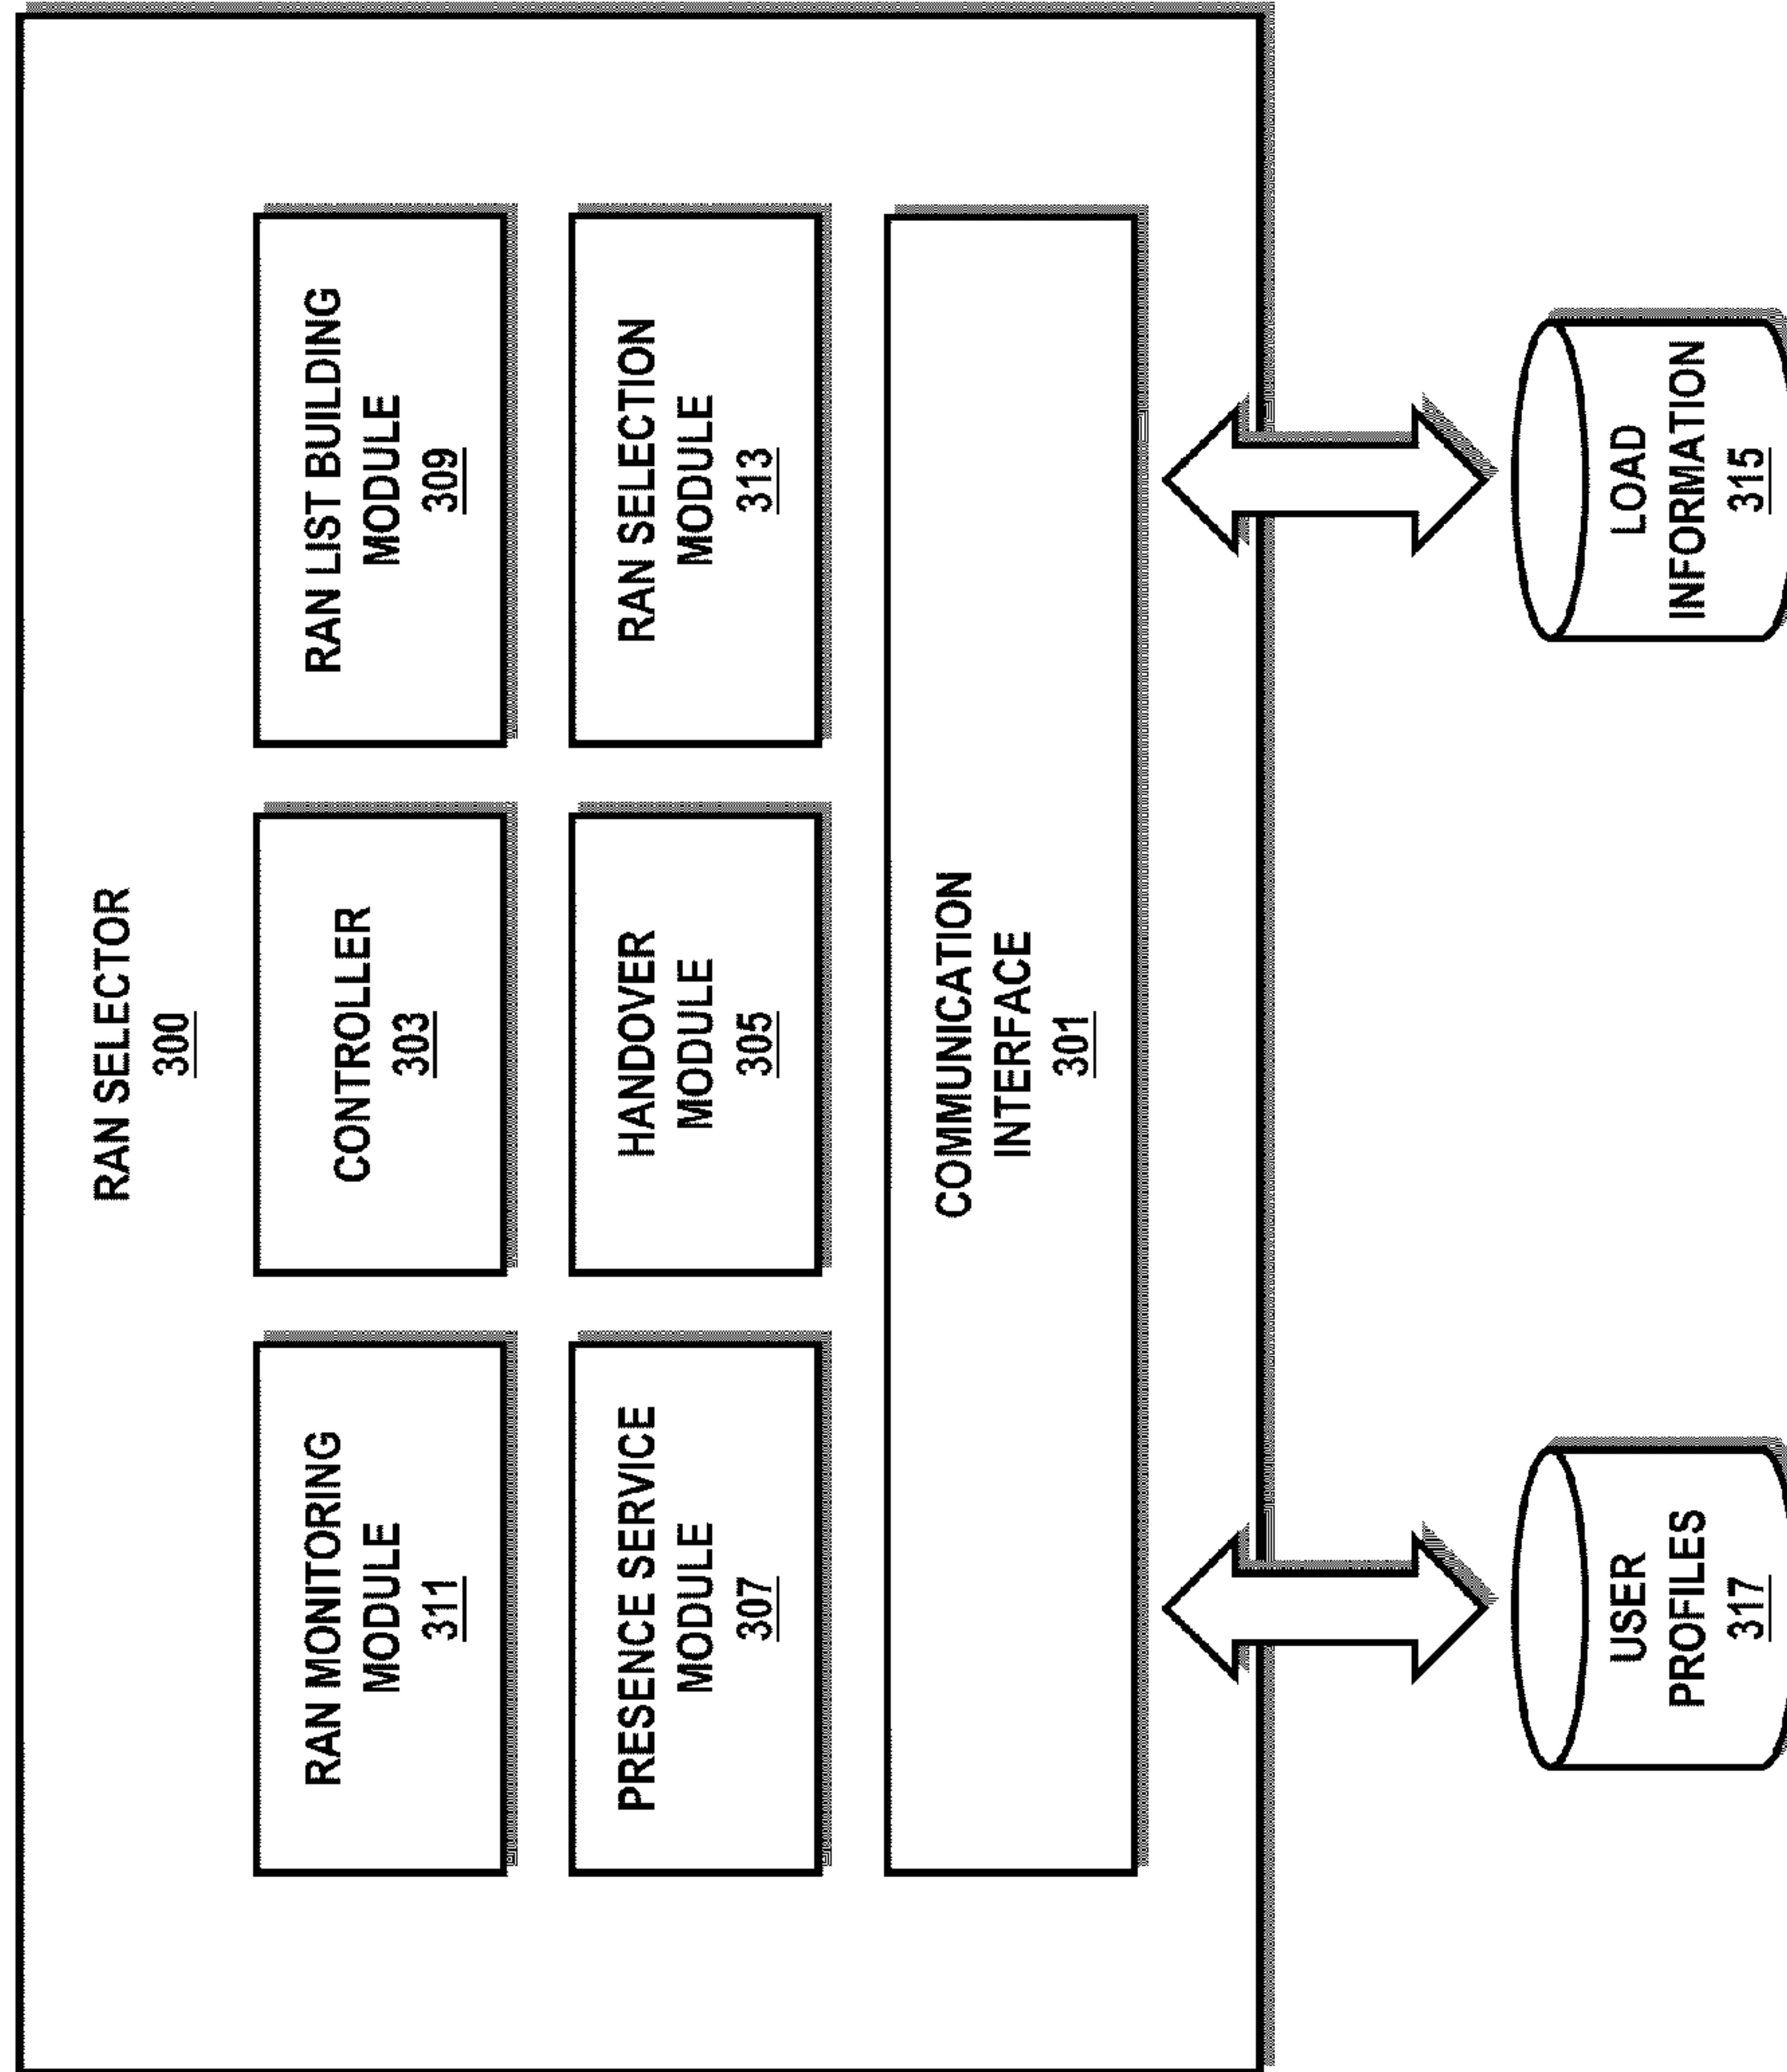 RAN SELECTOR
300
RAN MONITORING
MODULE
311
CONTROLLER
303
RAN LIST BUILDING
MODULE
309
PRESENCE SERVICE
MODULE
307
HANDOVER
MODULE
305
RAN SELECTION
MODULE
313
COMMUNICATION
INTERFACE
301
USER
PROFILES
317
LOAD
INFORMATION
315